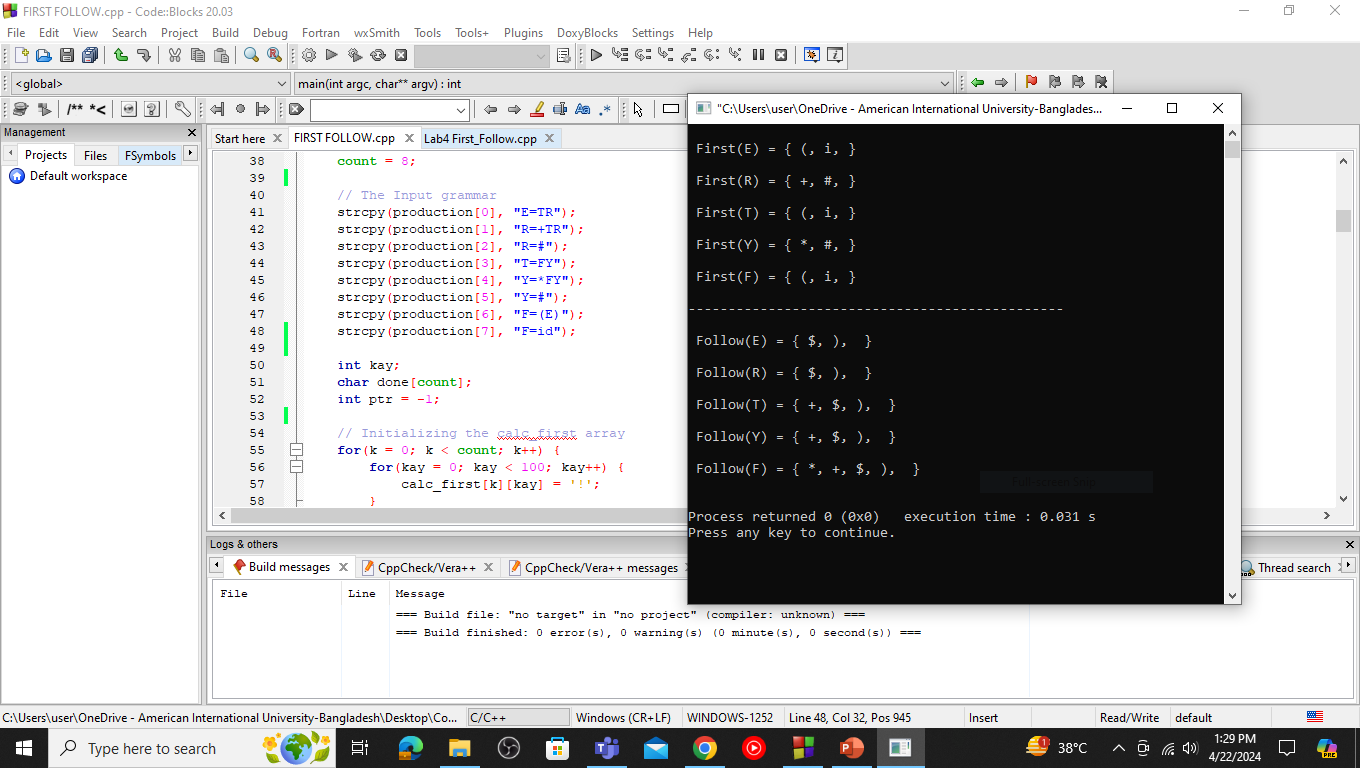 FIRST FOLLOW.cpp - Code::Blocks 20.03
File Edit View Search Project Build Debug Fortran wxSmith Tools Tools+ Plugins DoxyBlocks Settings Help
<global>
main(int argc, char** argv) : int
/** *<
Aa .*
Management
Projects Files FSymbols
Default workspace
Start here FIRST FOLLOW.cpp Lab4 First_Follow.cpp
38 count = 8;
39
40 // The Input grammar
41 strcpy(production[0], "E=TR");
42 strcpy(production[1], "R=+TR");
43 strcpy(production[2], "R=#");
44 strcpy(production[3], "T=FY");
45 strcpy(production[4], "Y=*FY");
46 strcpy(production[5], "Y=#");
47 strcpy(production[6], "F=(E)");
48 strcpy(production[7], "F=id");
49
50 int kay;
51 char done[count];
52 int ptr = -1;
53
54 // Initializing the calc_first array
55 for(k = 0; k < count; k++) {
56 for(kay = 0; kay < 100; kay++) {
57 calc_first[k][kay] = '!';
58 }
"C:\Users\user\OneDrive - American International University-Banglades...
First(E) = { (, i, }
First(R) = { +, #, }
First(T) = { (, i, }
First(Y) = { *, #, }
First(F) = { (, i, }
-----------------------------------------------
Follow(E) = { $, ),  }
Follow(R) = { $, ),  }
Follow(T) = { +, $, ),  }
Follow(Y) = { +, $, ),  }
Follow(F) = { *, +, $, ),  }
Process returned 0 (0x0)   execution time : 0.031 s
Press any key to continue.
Logs & others
Build messages CppCheck/Vera++ CppCheck/Vera++ messages Thread search
File Line Message
=== Build file: "no target" in "no project" (compiler: unknown) ===
=== Build finished: 0 error(s), 0 warning(s) (0 minute(s), 0 second(s)) ===
C:\Users\user\OneDrive - American International University-Bangladesh\Desktop\Co... C/C++ Windows (CR+LF) WINDOWS-1252 Line 48, Col 32, Pos 945 Insert Read/Write default
Type here to search
1
38°C
1:29 PM
4/22/2024
PRE